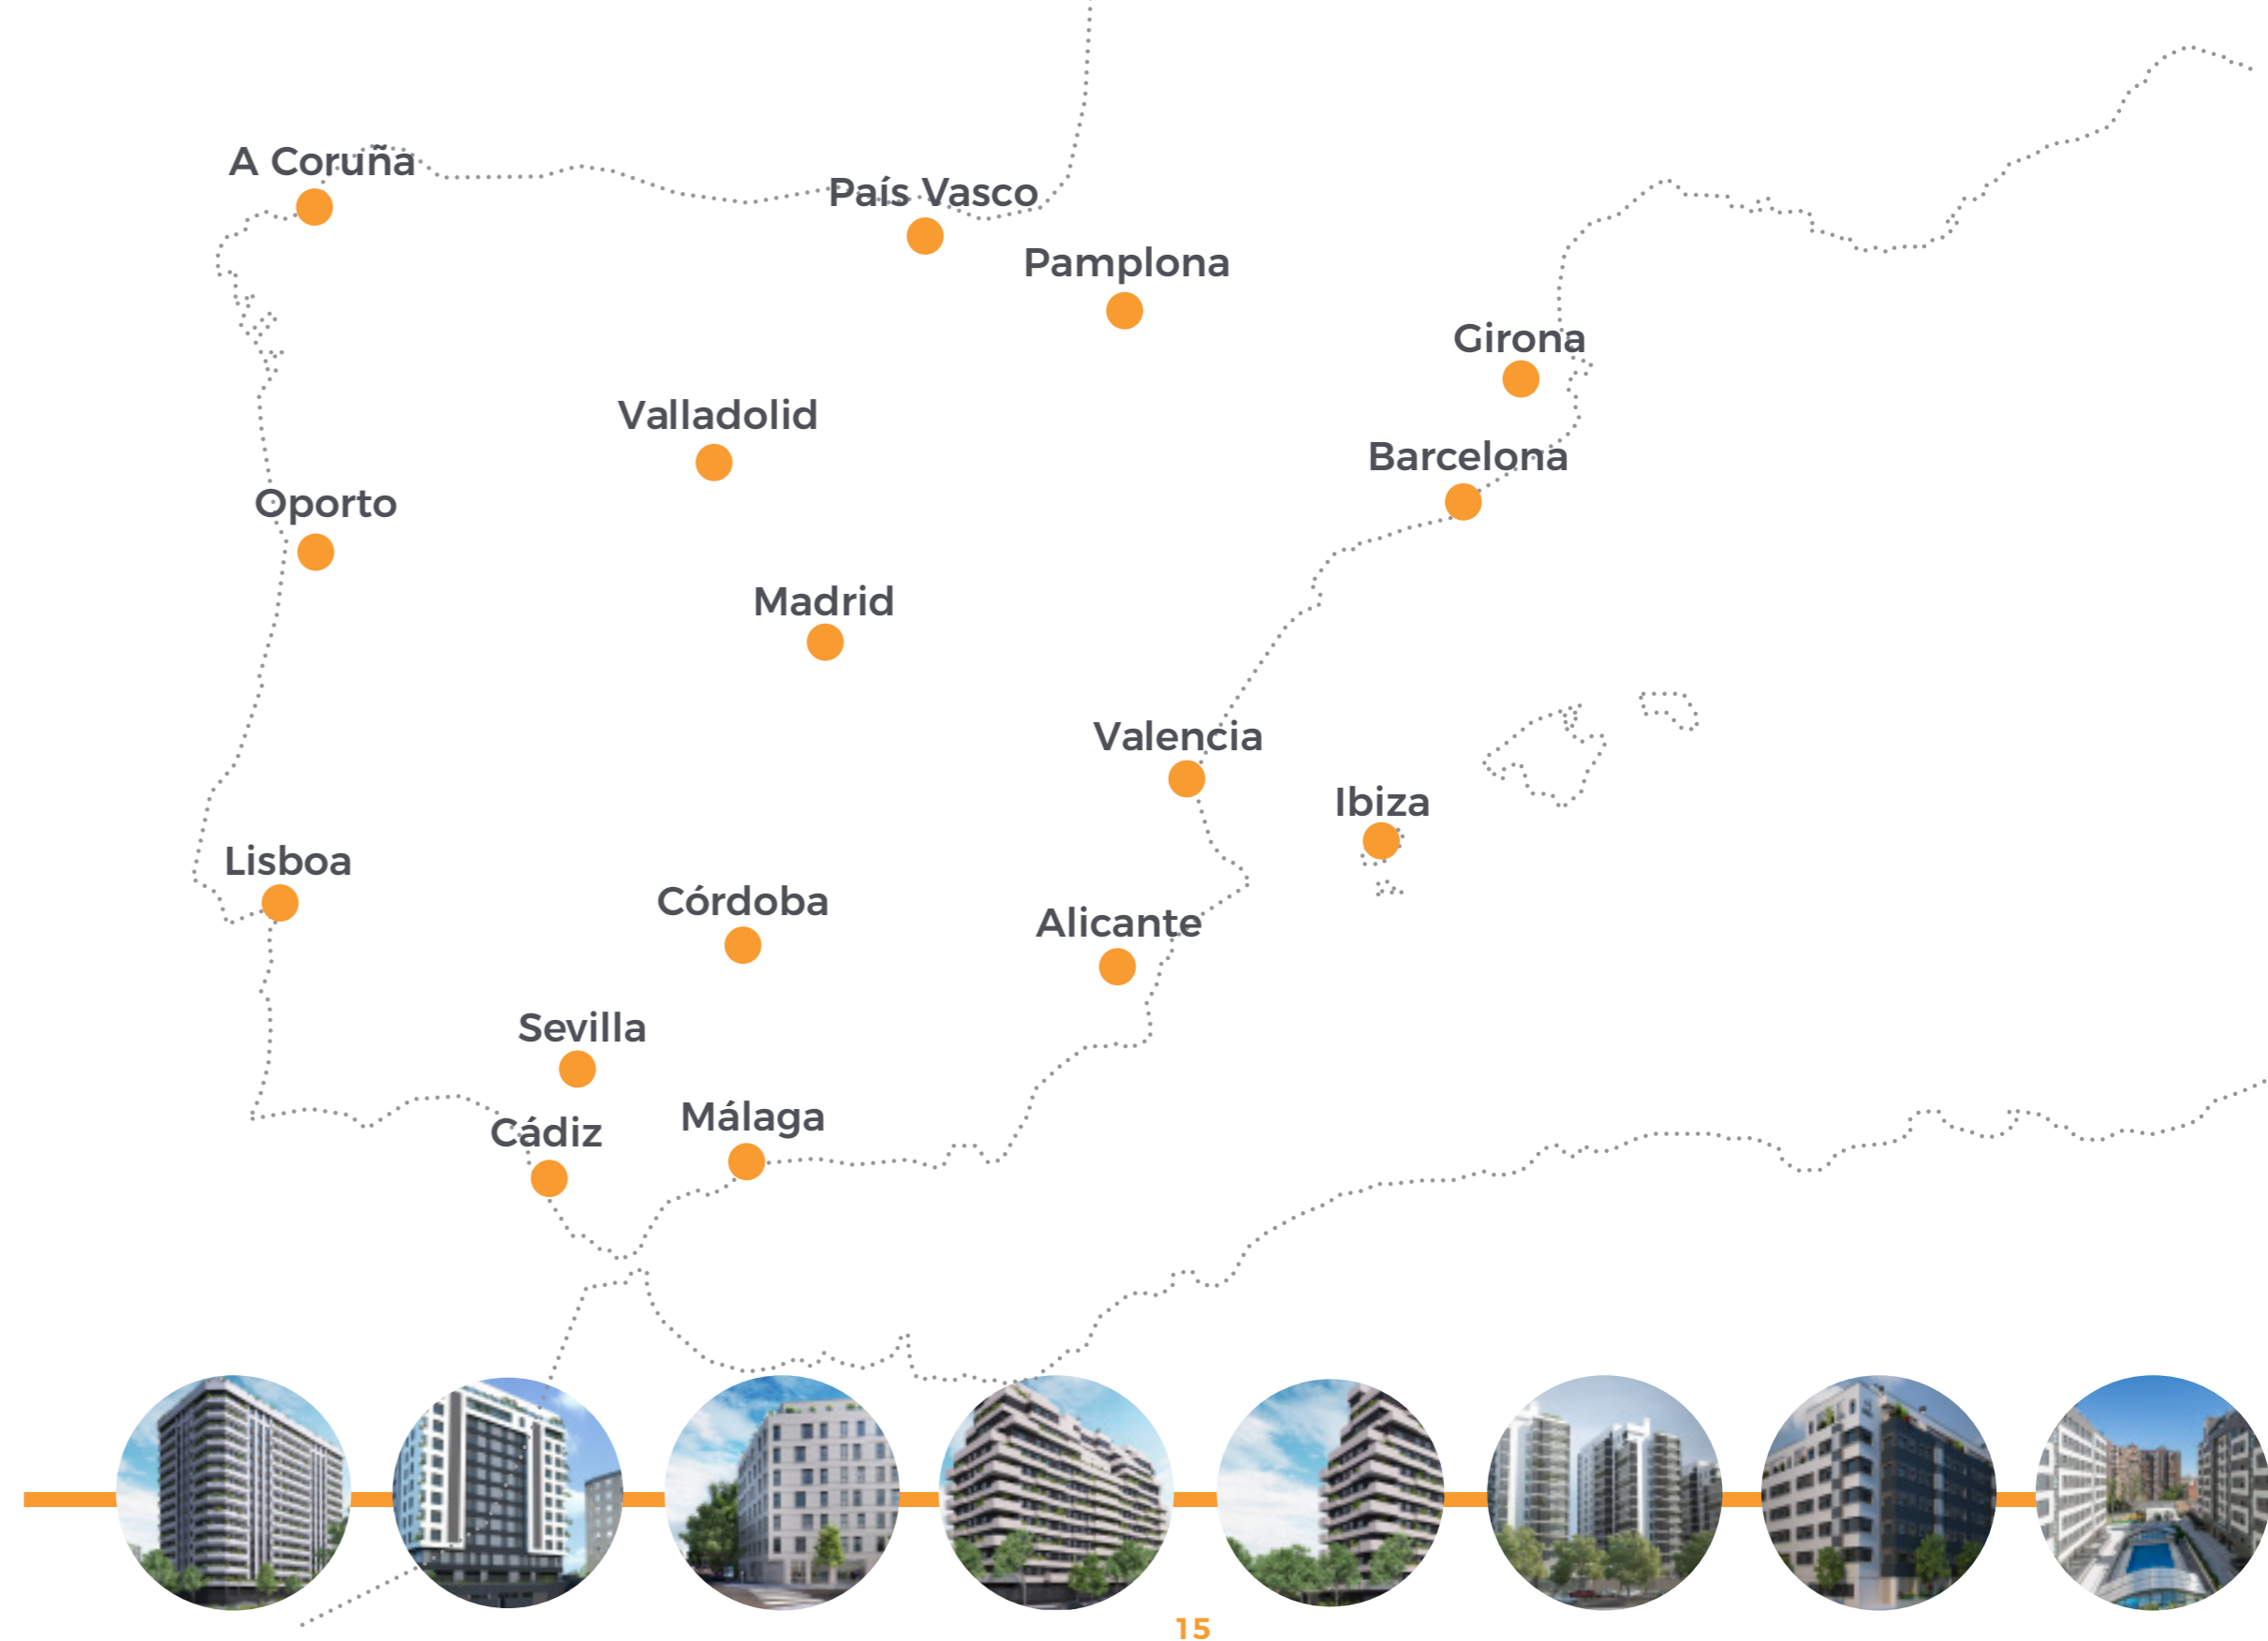 A Coruña
País Vasco
Pamplona
Girona
Valladolid
Barcelona
Oporto
Madrid
Valencia
Ibiza
Lisboa
Córdoba
Alicante
Sevilla
Málaga
Cádiz
15